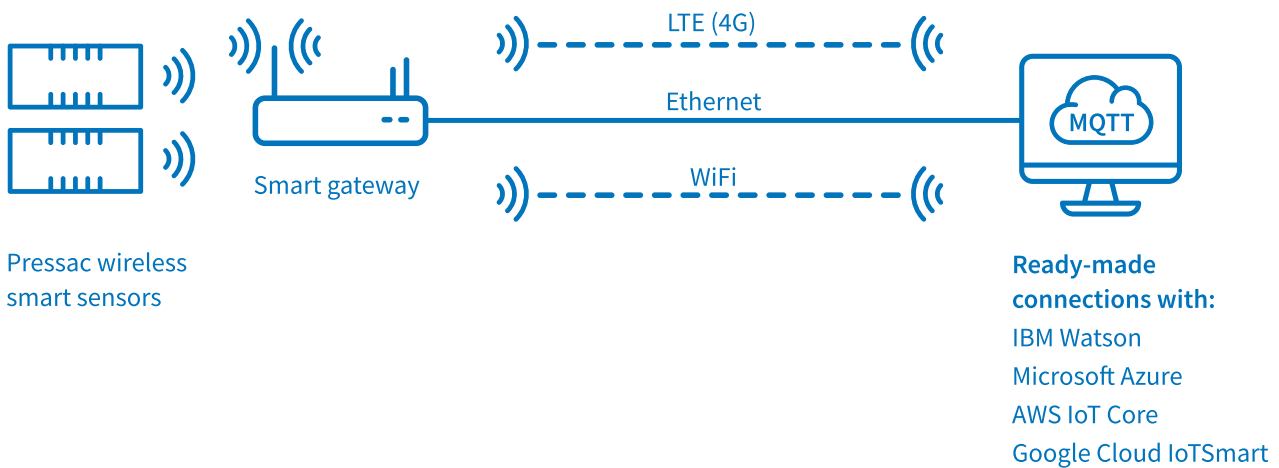 LTE (4G)
Ethernet
MQTT
WiFi
Smart gateway
Pressac wireless
smart sensors
Ready-made
connections with:
IBM Watson
Microsoft Azure
AWS IoT Core
Google Cloud IoTSmart